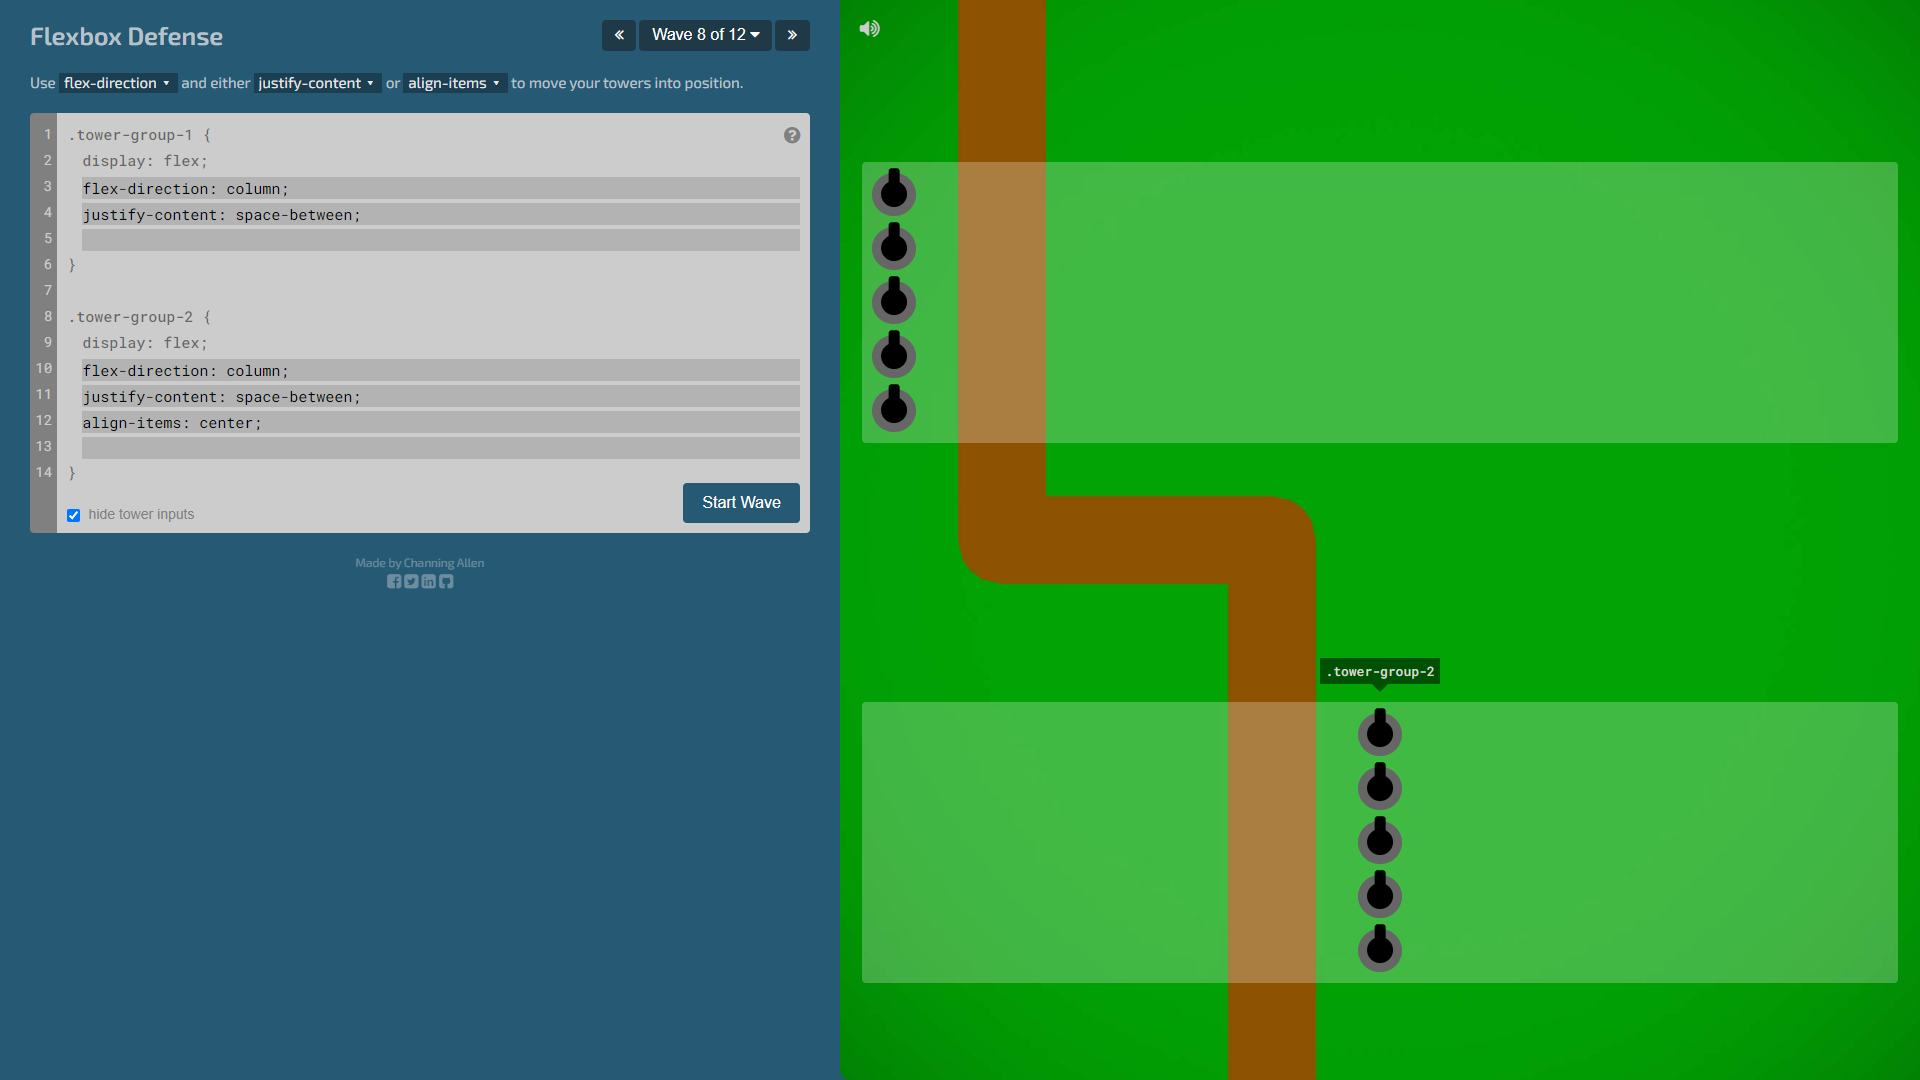 Flexbox Defense
« Wave 8 of 12 »
Use flex-direction and either justify-content or align-items to move your towers into position.
1 .tower-group-1 {
2 display: flex;
3 flex-direction: column;
4 justify-content: space-between;
5
6 }
7
8 .tower-group-2 {
9 display: flex;
10 flex-direction: column;
11 justify-content: space-between;
12 align-items: center;
13
14 }
hide tower inputs
Start Wave
Made by Channing Allen
.tower-group-2